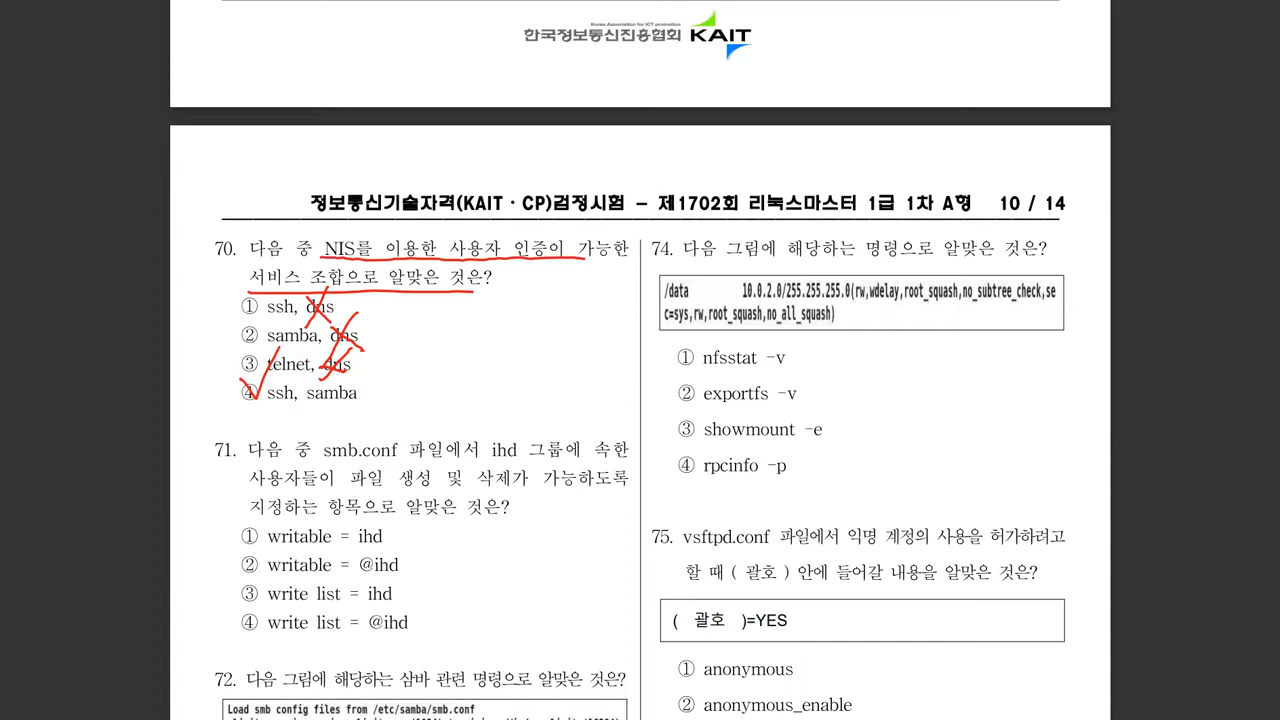 Korea Association for ICT promotion
한국정보통신진흥협회 KAIT
정보통신기술자격(KAIT · CP)검정시험 - 제1702회 리눅스마스터 1급 1차 A형 10 / 14
70. 다음 중 NIS를 이용한 사용자 인증이 가능한
서비스 조합으로 알맞은 것은?
① ssh, dns
② samba, dns
③ telnet, dns
④ ssh, samba
71. 다음 중 smb.conf 파일에서 ihd 그룹에 속한
사용자들이 파일 생성 및 삭제가 가능하도록
지정하는 항목으로 알맞은 것은?
① writable = ihd
② writable = @ihd
③ write list = ihd
④ write list = @ihd
72. 다음 그림에 해당하는 삼바 관련 명령으로 알맞은 것은?
Load smb config files from /etc/samba/smb.conf
74. 다음 그림에 해당하는 명령으로 알맞은 것은?
/data 10.0.2.0/255.255.255.0(rw,wdelay,root_squash,no_subtree_check,se
c=sys,rw,root_squash,no_all_squash)
① nfsstat -v
② exportfs -v
③ showmount -e
④ rpcinfo -p
75. vsftpd.conf 파일에서 익명 계정의 사용을 허가하려고
할 때 ( 괄호 ) 안에 들어갈 내용을 알맞은 것은?
( 괄호 )=YES
① anonymous
② anonymous_enable